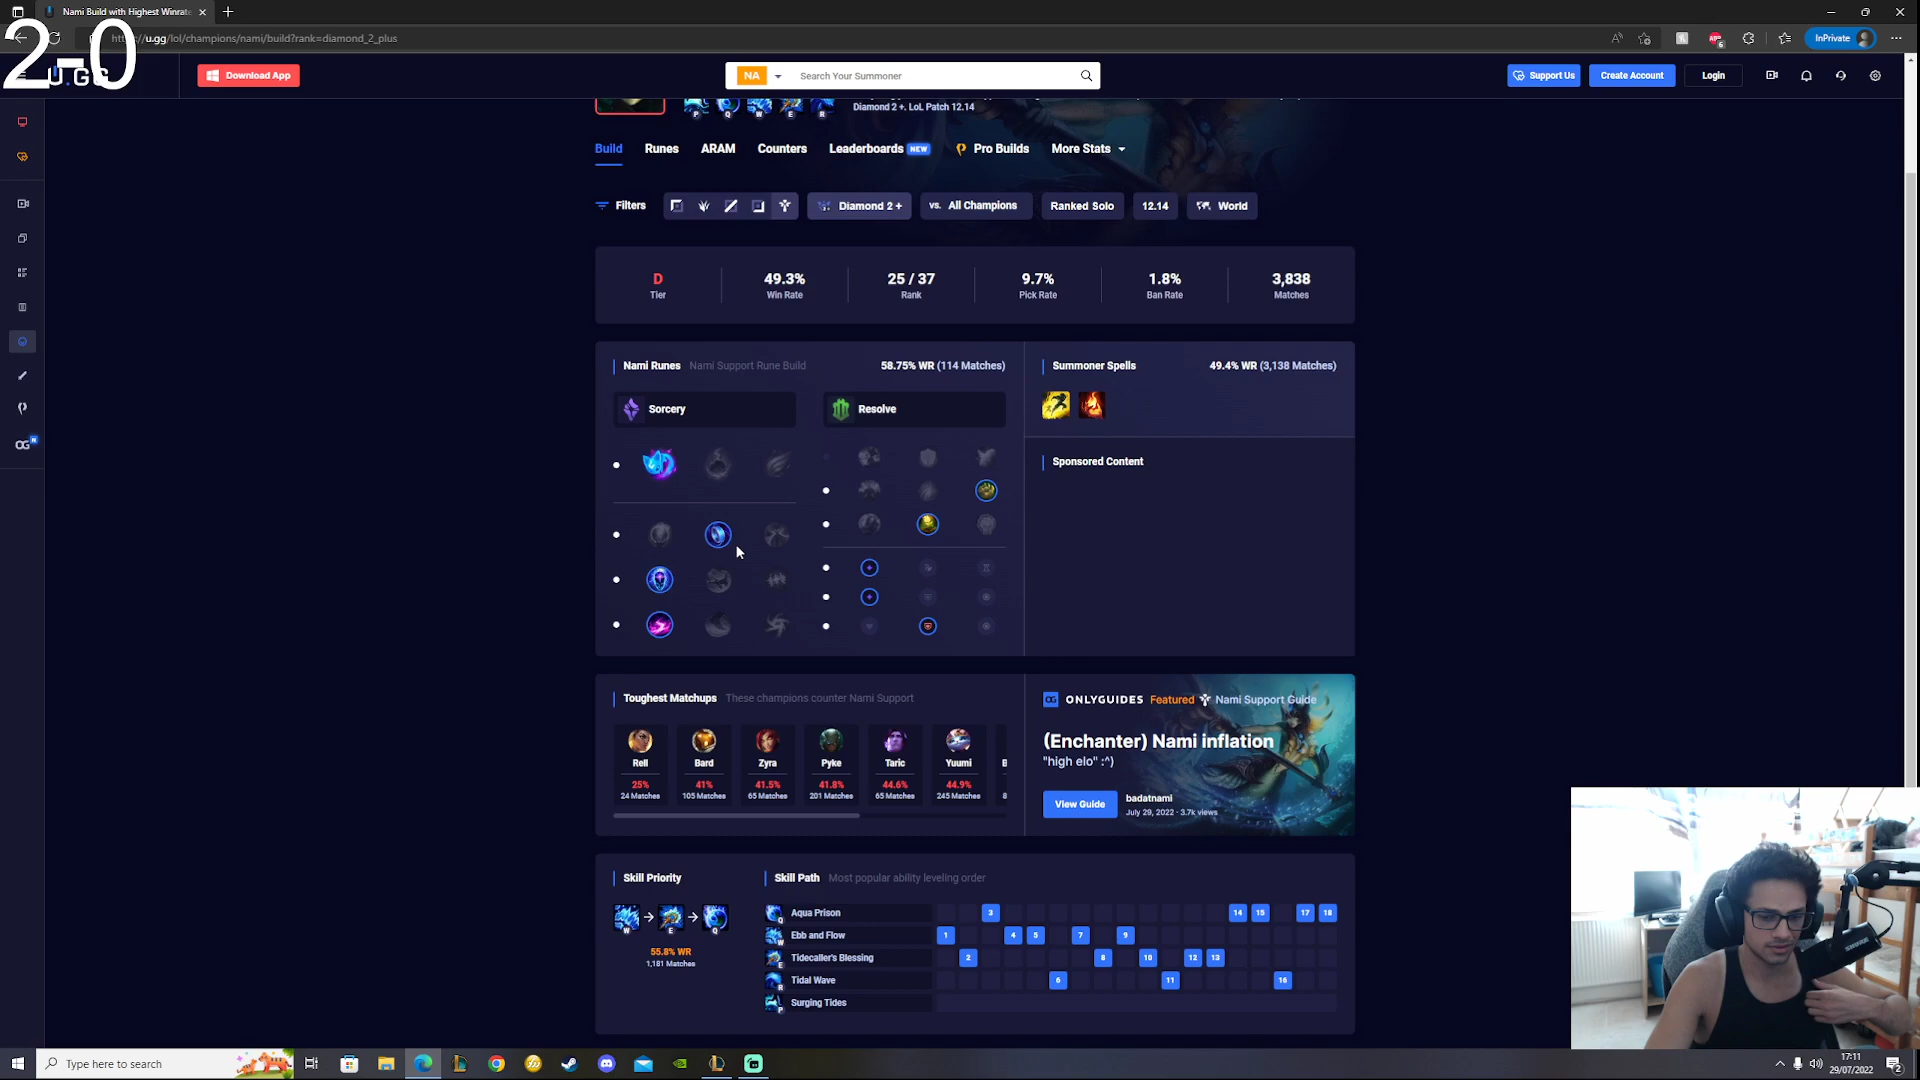 Nami Build with Highest Winrate
2-0
https://u.gg/lol/champions/nami/build?rank=diamond_2_plus
InPrivate
U.GG
Download App
NA
Search Your Summoner
Support Us
Create Account
Login
P Q W E R
Diamond 2 +. LoL Patch 12.14
Build
Runes
ARAM
Counters
Leaderboards NEW
Pro Builds
More Stats
Filters
Diamond 2 +
vs. All Champions
Ranked Solo
12.14
World
D
49.3%
25 / 37
9.7%
1.8%
3,838
Tier
Win Rate
Rank
Pick Rate
Ban Rate
Matches
Nami Runes Nami Support Rune Build
58.75% WR (114 Matches)
Sorcery
Resolve
Summoner Spells
49.4% WR (3,138 Matches)
Sponsored Content
Toughest Matchups These champions counter Nami Support
Rell
Bard
Zyra
Pyke
Taric
Yuumi
25%
41%
41.5%
41.8%
44.6%
44.9%
24 Matches
105 Matches
65 Matches
201 Matches
65 Matches
245 Matches
OG ONLYGUIDES Featured Nami Support Guide
(Enchanter) Nami inflation
"high elo" :^)
View Guide
badatnami
July 29, 2022 · 3.7k views
Skill Priority
W E Q
55.8% WR
1,181 Matches
Skill Path Most popular ability leveling order
Q Aqua Prison 3 14 15 17 18
W Ebb and Flow 1 4 5 7 9
E Tidecaller's Blessing 2 8 10 12 13
R Tidal Wave 6 11 16
P Surging Tides
OG N
SHURE
Type here to search
17:11
29/07/2022
2